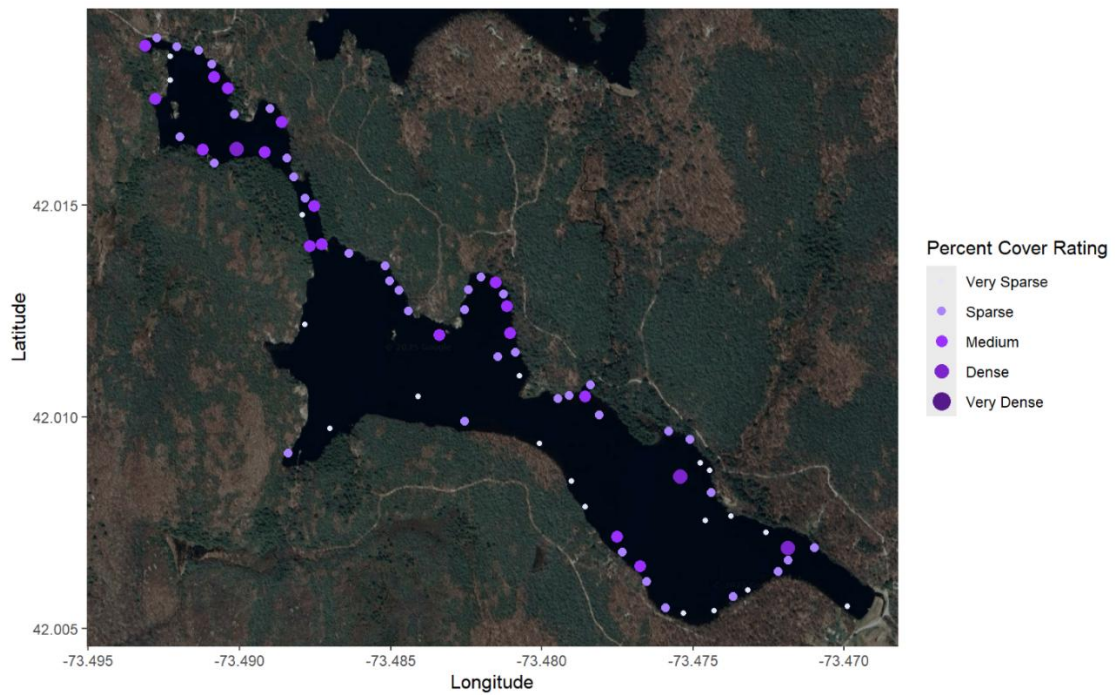 42.015
42.010
42.005
Latitude
-73.495
-73.490
-73.485
-73.480
-73.475
-73.470
Longitude
Percent Cover Rating
Very Sparse
Sparse
Medium
Dense
Very Dense